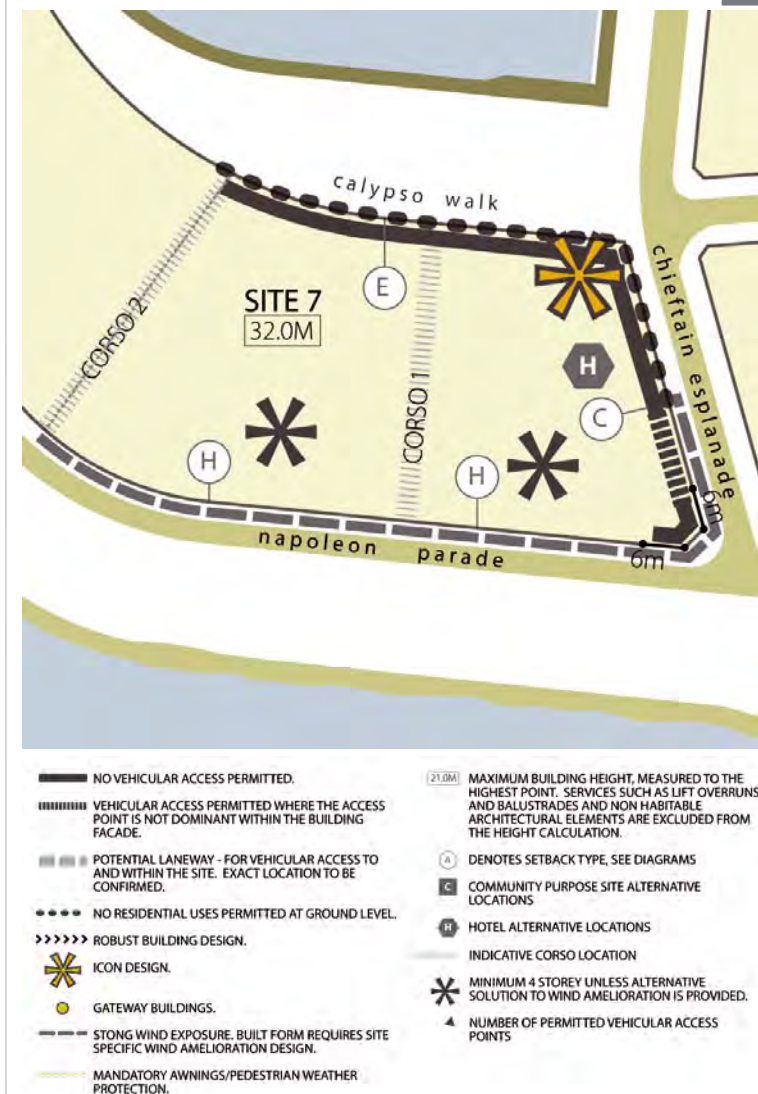 calypso walk
chieftain esplanade
E
SITE 7
32.0M
CORSO 2
CORSO 1
H
C
H
H
6m
6m
napoleon parade
NO VEHICULAR ACCESS PERMITTED.
VEHICULAR ACCESS PERMITTED WHERE THE ACCESS
POINT IS NOT DOMINANT WITHIN THE BUILDING
FACADE.
POTENTIAL LANEWAY - FOR VEHICULAR ACCESS TO
AND WITHIN THE SITE. EXACT LOCATION TO BE
CONFIRMED.
NO RESIDENTIAL USES PERMITTED AT GROUND LEVEL.
ROBUST BUILDING DESIGN.
ICON DESIGN.
GATEWAY BUILDINGS.
STONG WIND EXPOSURE. BUILT FORM REQUIRES SITE
SPECIFIC WIND AMELIORATION DESIGN.
MANDATORY AWNINGS/PEDESTRIAN WEATHER
PROTECTION.
21.0M MAXIMUM BUILDING HEIGHT, MEASURED TO THE
HIGHEST POINT. SERVICES SUCH AS LIFT OVERRUNS
AND BALUSTRADES AND NON HABITABLE
ARCHITECTURAL ELEMENTS ARE EXCLUDED FROM
THE HEIGHT CALCULATION.
A DENOTES SETBACK TYPE, SEE DIAGRAMS
C COMMUNITY PURPOSE SITE ALTERNATIVE
LOCATIONS
H HOTEL ALTERNATIVE LOCATIONS
INDICATIVE CORSO LOCATION
MINIMUM 4 STOREY UNLESS ALTERNATIVE
SOLUTION TO WIND AMELIORATION IS PROVIDED.
NUMBER OF PERMITTED VEHICULAR ACCESS
POINTS